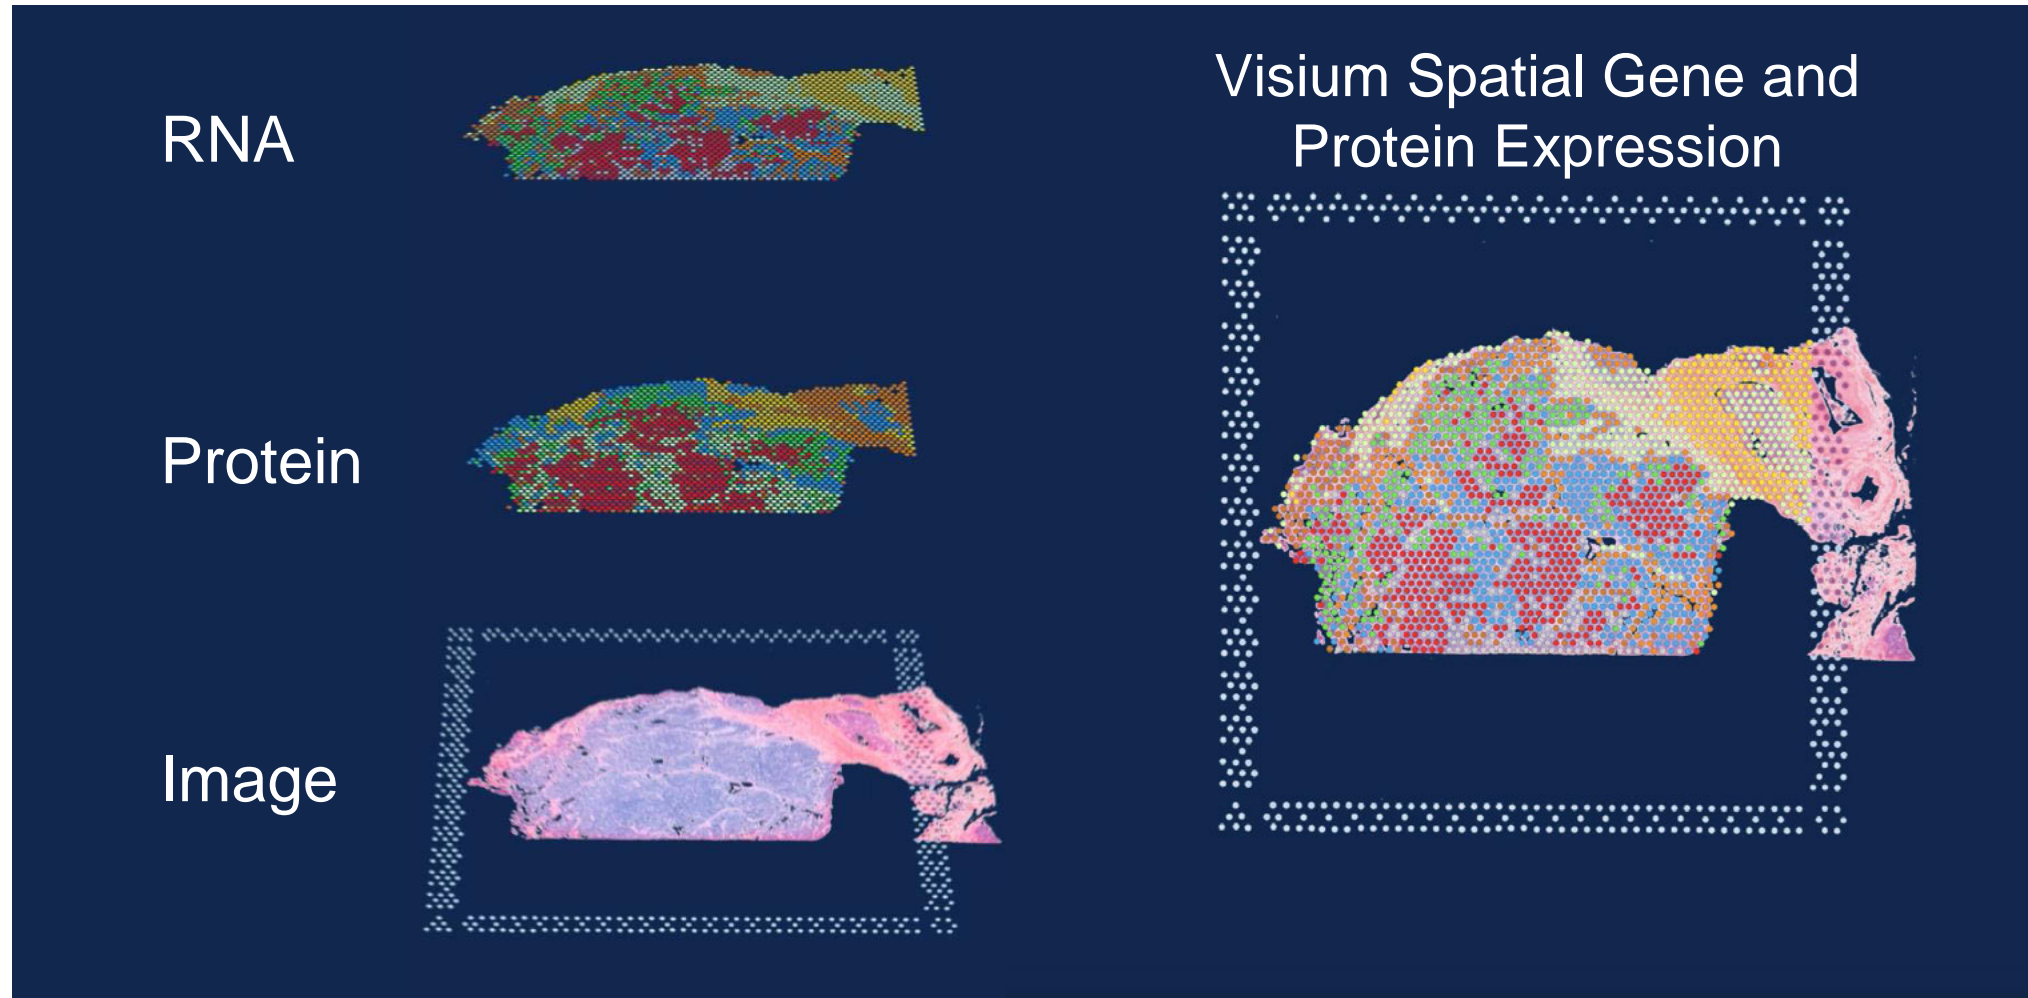 RNA
Protein
Image
Visium Spatial Gene and
Protein Expression